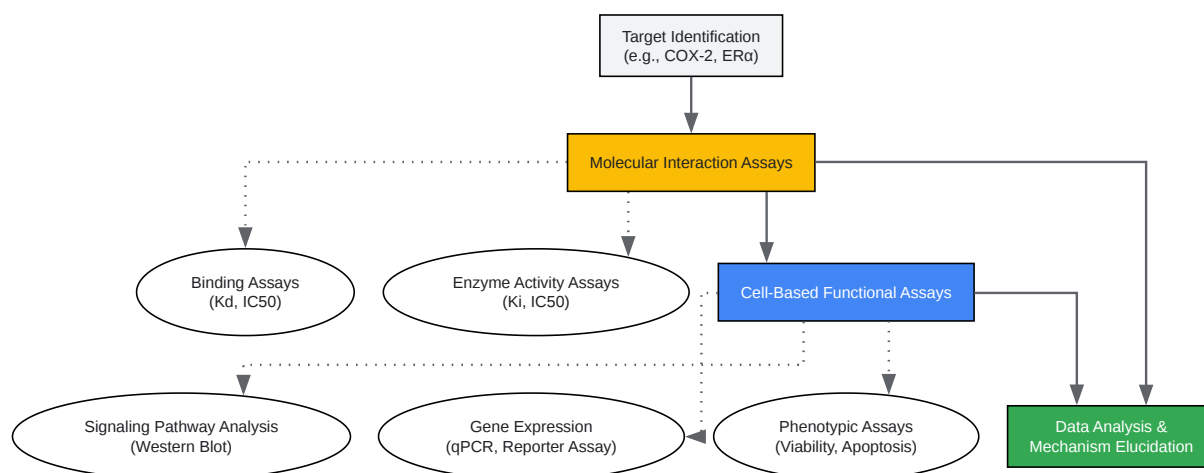 Target Identification
(e.g., COX-2, ERα)
Molecular Interaction Assays
Binding Assays
(Kd, IC50)
Enzyme Activity Assays
(Ki, IC50)
Cell-Based Functional Assays
Signaling Pathway Analysis
(Western Blot)
Gene Expression
(qPCR, Reporter Assay)
Phenotypic Assays
(Viability, Apoptosis)
Data Analysis &
Mechanism Elucidation